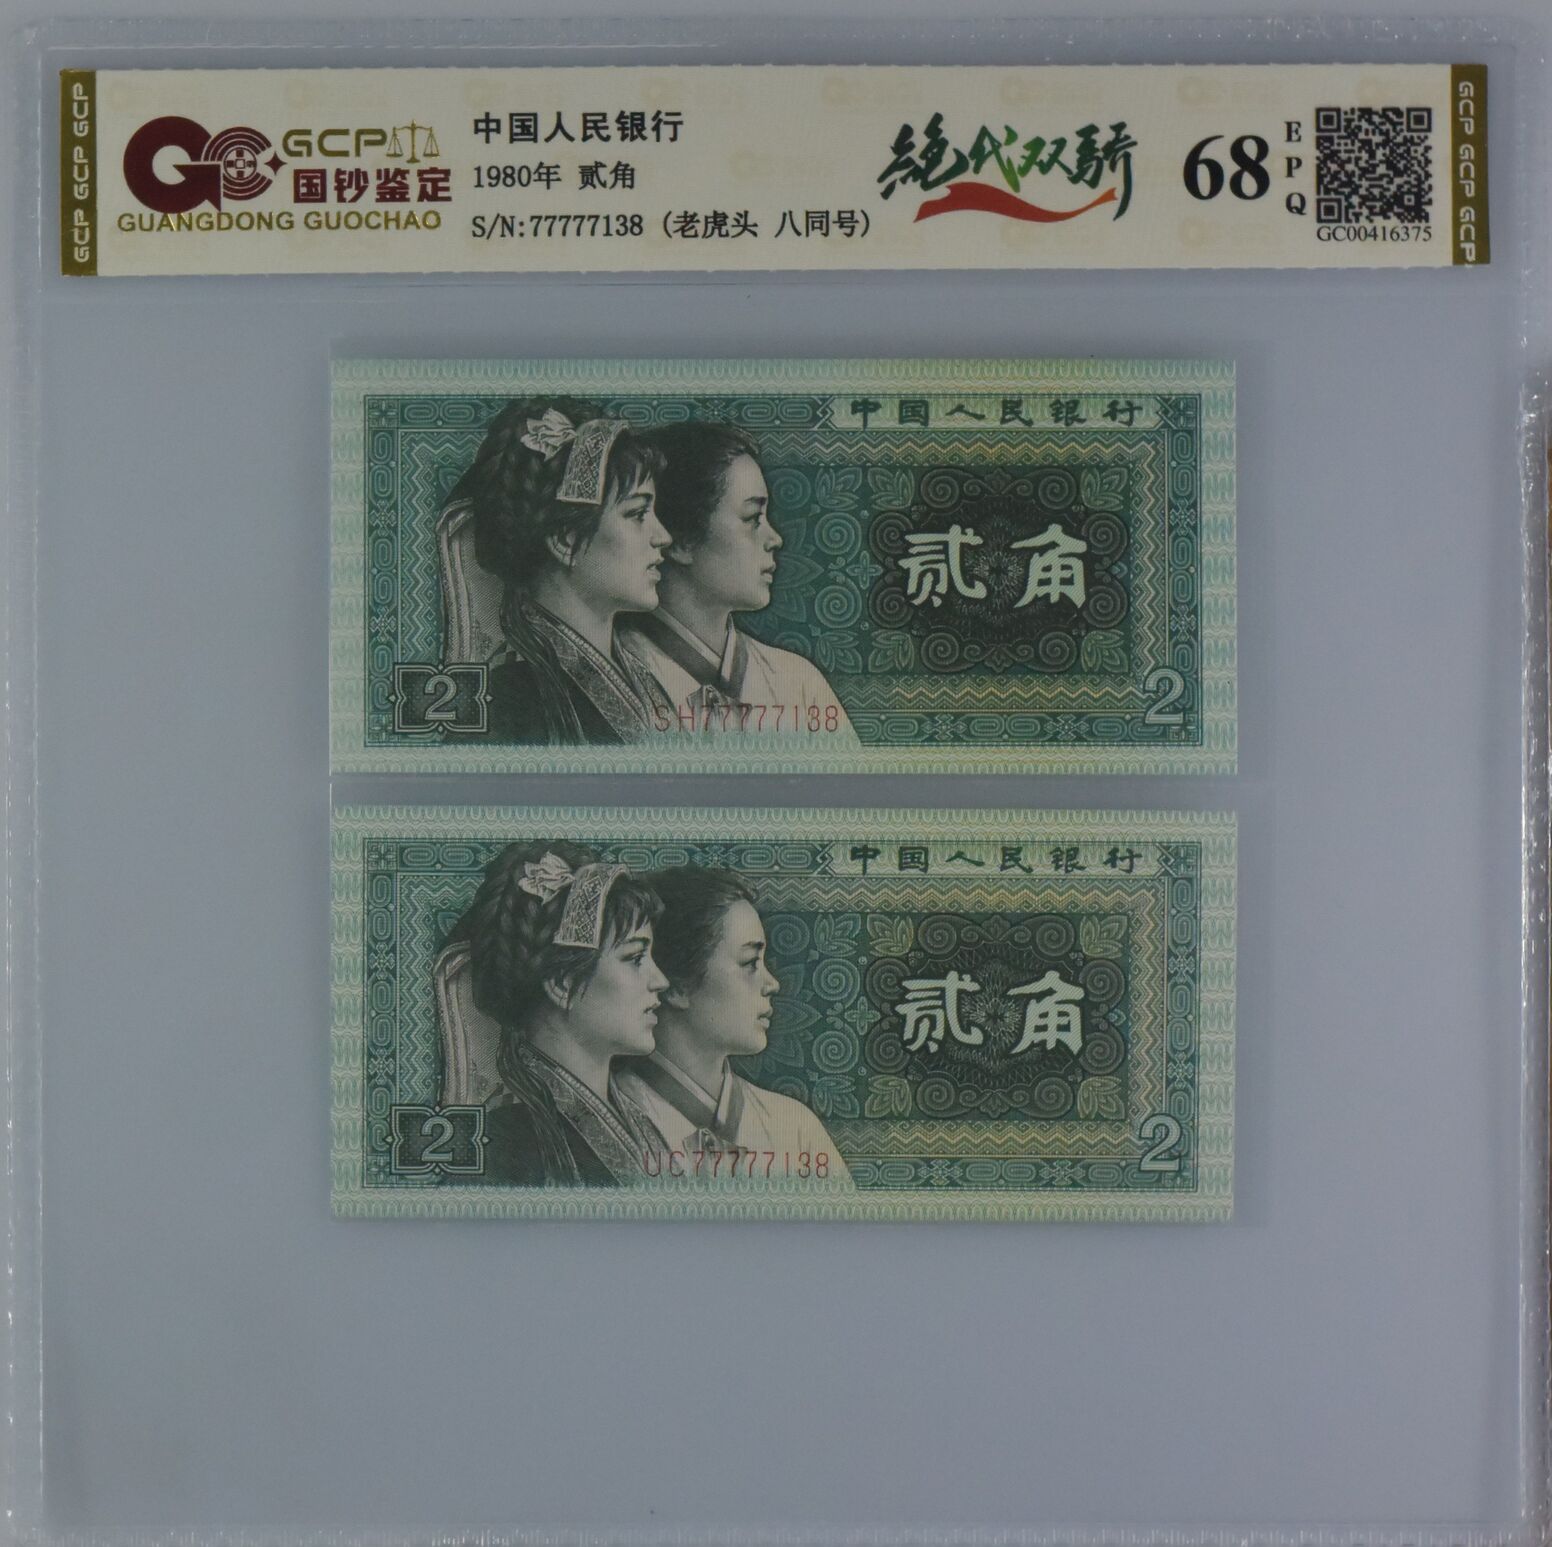 GCP GCP GCP
GCP
国钞鉴定
GUANGDONG GUOCHAO
中国人民银行
1980年 贰角
S/N:77777138 (老虎头 八同号)
絕代双骄
68
EPQ
GC00416375
GCP GCP GCP
中国人民银行
贰角
2
SH77777138
2
中国人民银行
贰角
2
UC77777138
2